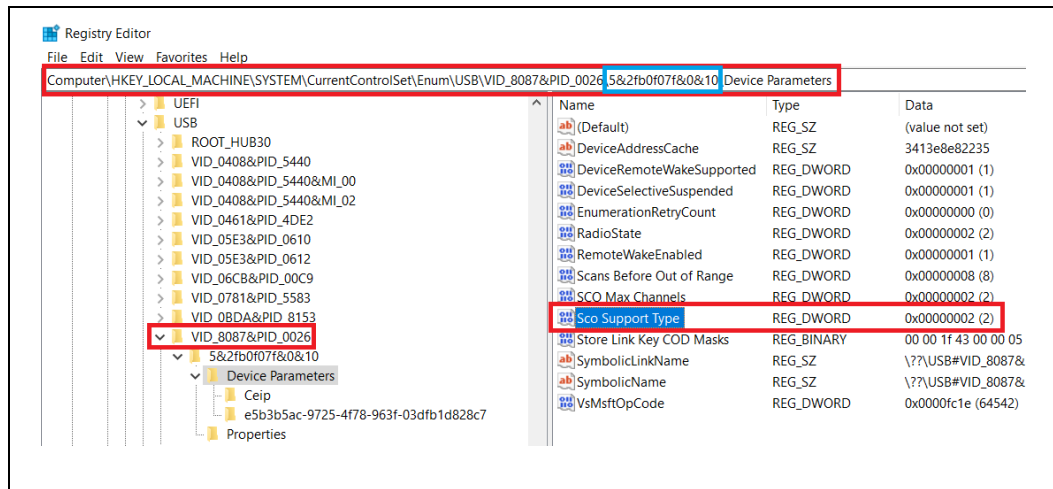 Registry Editor
File Edit View Favorites Help
Computer\HKEY_LOCAL_MACHINE\SYSTEM\CurrentControlSet\Enum\USB\VID_8087&PID_0026\5&2fb0f07f&0&10\Device Parameters
UEFI
USB
ROOT_HUB30
VID_0408&PID_5440
VID_0408&PID_5440&MI_00
VID_0408&PID_5440&MI_02
VID_0461&PID_4DE2
VID_05E3&PID_0610
VID_05E3&PID_0612
VID_06CB&PID_00C9
VID_0781&PID_5583
VID_0BDA&PID_8153
VID_8087&PID_0026
5&2fb0f07f&0&10
Device Parameters
Ceip
e5b3b5ac-9725-4f78-963f-03dfb1d828c7
Properties
Name Type Data
(Default) REG_SZ (value not set)
DeviceAddressCache REG_SZ 3413e8e82235
DeviceRemoteWakeSupported REG_DWORD 0x00000001 (1)
DeviceSelectiveSuspended REG_DWORD 0x00000001 (1)
EnumerationRetryCount REG_DWORD 0x00000000 (0)
RadioState REG_DWORD 0x00000002 (2)
RemoteWakeEnabled REG_DWORD 0x00000001 (1)
Scans Before Out of Range REG_DWORD 0x00000008 (8)
SCO Max Channels REG_DWORD 0x00000002 (2)
Sco Support Type REG_DWORD 0x00000002 (2)
Store Link Key COD Masks REG_BINARY 00 00 1f 43 00 00 05
SymbolicLinkName REG_SZ \??\USB#VID_8087&
SymbolicName REG_SZ \??\USB#VID_8087&
VsMsftOpCode REG_DWORD 0x0000fc1e (64542)